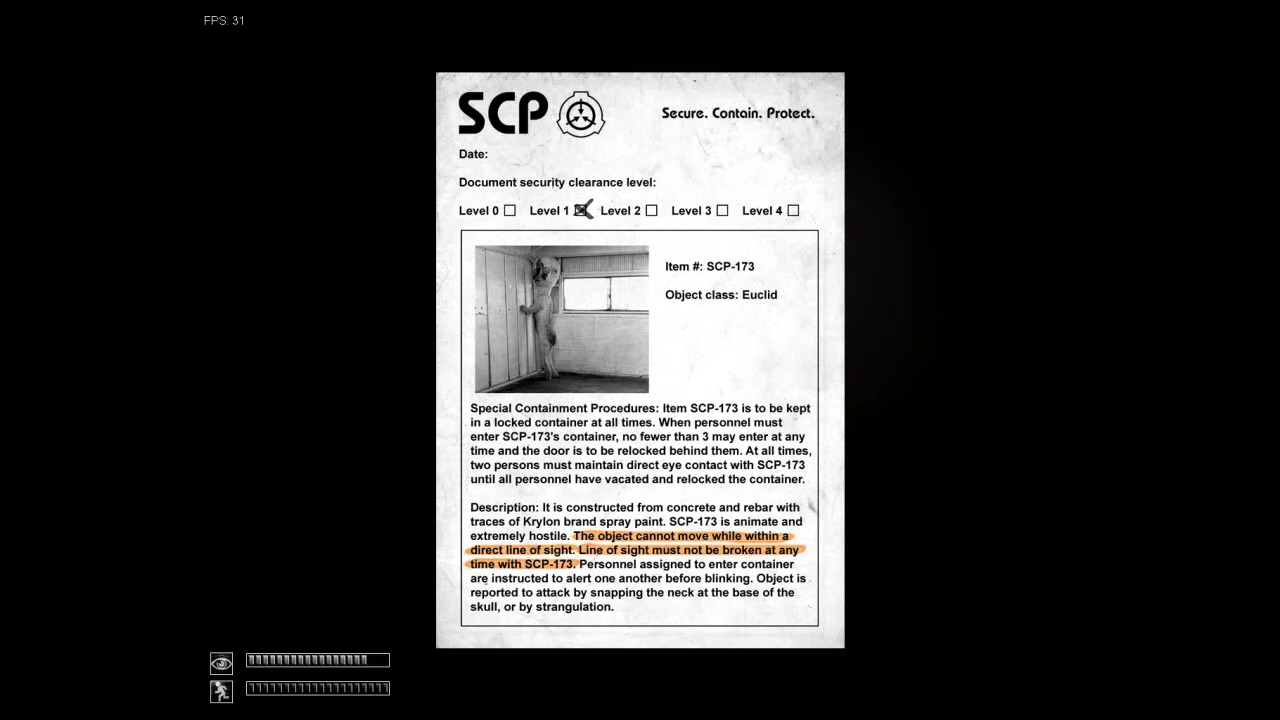 FPS: 31
SCP
Secure. Contain. Protect.
Date:
Document security clearance level:
Level 0 Level 1 Level 2 Level 3 Level 4
Item #: SCP-173
Object class: Euclid
Special Containment Procedures: Item SCP-173 is to be kept
in a locked container at all times. When personnel must
enter SCP-173's container, no fewer than 3 may enter at any
time and the door is to be relocked behind them. At all times,
two persons must maintain direct eye contact with SCP-173
until all personnel have vacated and relocked the container.
Description: It is constructed from concrete and rebar with
traces of Krylon brand spray paint. SCP-173 is animate and
extremely hostile. The object cannot move while within a
direct line of sight. Line of sight must not be broken at any
time with SCP-173. Personnel assigned to enter container
are instructed to alert one another before blinking. Object is
reported to attack by snapping the neck at the base of the
skull, or by strangulation.